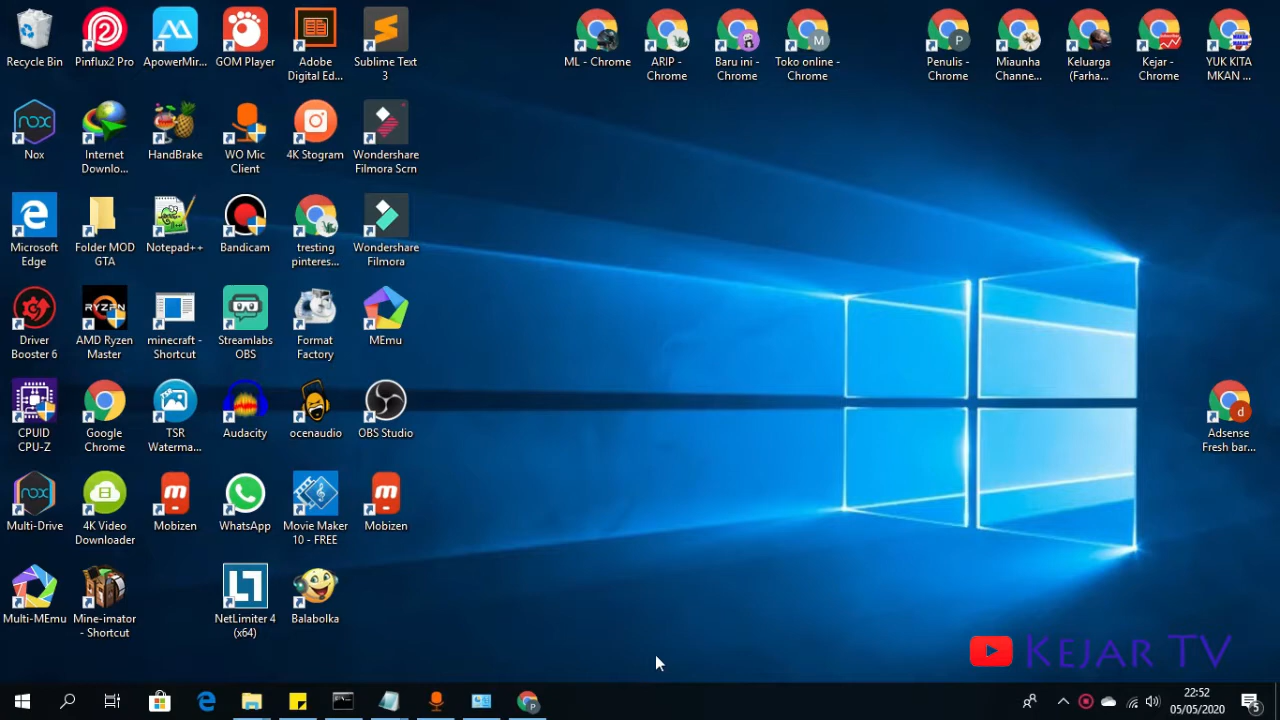 Recycle Bin
Pinflux2 Pro
ApowerMir...
GOM Player
Adobe
Digital Ed...
Sublime Text
3
ML - Chrome
ARIP -
Chrome
Baru ini -
Chrome
M
Toko online -
Chrome
P
Penulis -
Chrome
Miaunha
Channe...
Keluarga
(Farha...
Kejar -
Chrome
YUK KITA
MKAN ...
nox
Nox
Internet
Downlo...
HandBrake
WO Mic
Client
4K Stogram
Wondershare
Filmora Scrn
Microsoft
Edge
Folder MOD
GTA
Notepad++
Bandicam
tresting
pinteres...
Wondershare
Filmora
Driver
Booster 6
RYZEN
AMD Ryzen
Master
minecraft -
Shortcut
Streamlabs
OBS
Format
Factory
MEmu
CPUID
CPU-Z
Google
Chrome
TSR
Waterma...
Audacity
ocenaudio
OBS Studio
d
Adsense
Fresh bar...
nox
Multi-Drive
4K Video
Downloader
m
Mobizen
WhatsApp
Movie Maker
10 - FREE
m
Mobizen
Multi-MEmu
Mine-imator
- Shortcut
NetLimiter 4
(x64)
Balabolka
Kejar TV
P
22:52
05/05/2020
5